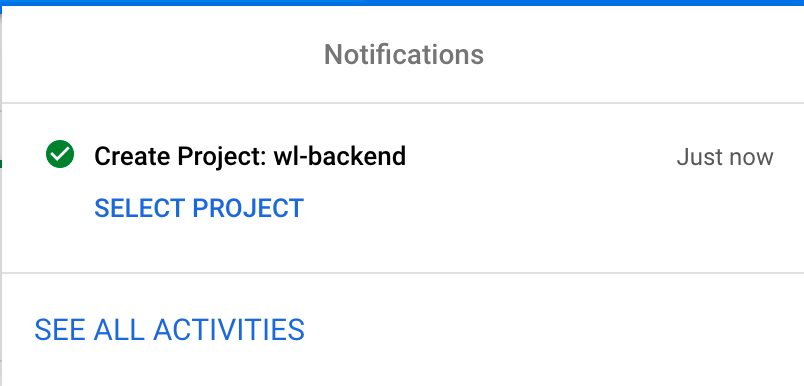 Notifications
Create Project: wl-backend Just now
SELECT PROJECT
SEE ALL ACTIVITIES